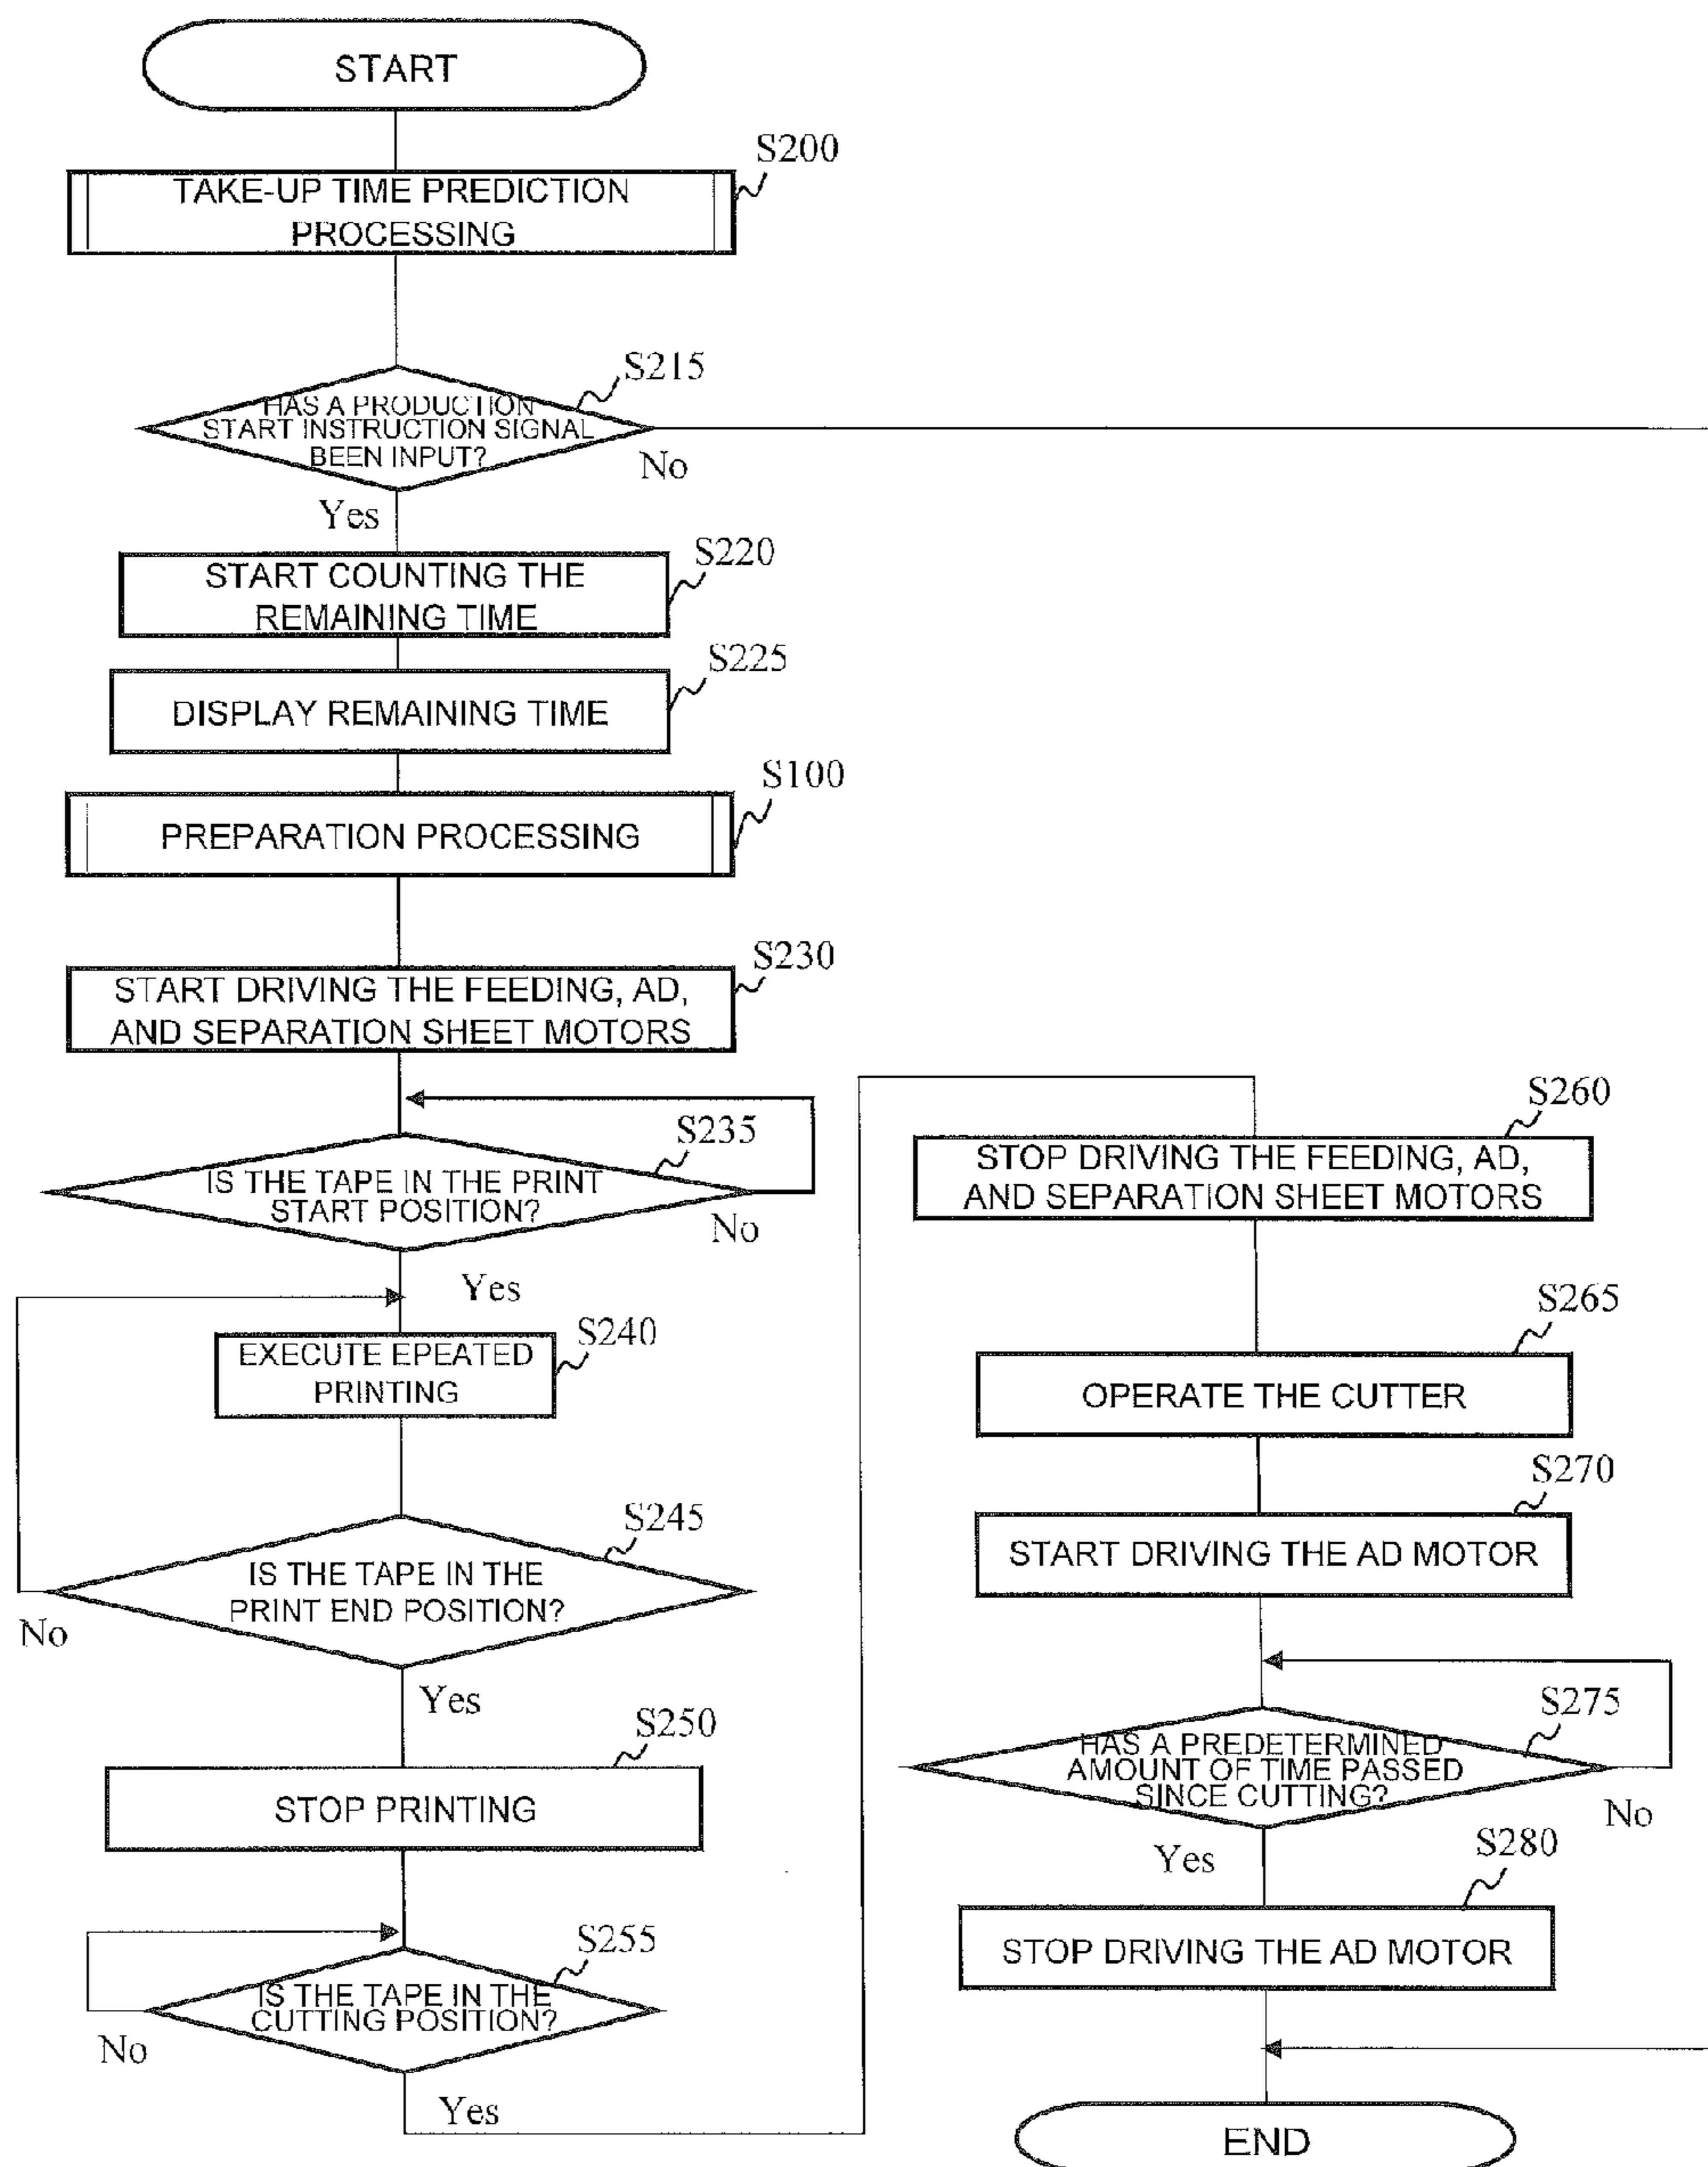 START
S200
TAKE-UP TIME PREDICTION
PROCESSING
S215
HAS A PRODUCTION
START INSTRUCTION SIGNAL
BEEN INPUT?
No
Yes
S220
START COUNTING THE
REMAINING TIME
S225
DISPLAY REMAINING TIME
S100
PREPARATION PROCESSING
S230
START DRIVING THE FEEDING, AD,
AND SEPARATION SHEET MOTORS
S235
IS THE TAPE IN THE PRINT
START POSITION?
No
Yes
S240
EXECUTE EPEATED
PRINTING
S245
IS THE TAPE IN THE
PRINT END POSITION?
No
Yes
S250
STOP PRINTING
S255
IS THE TAPE IN THE
CUTTING POSITION?
No
Yes
S260
STOP DRIVING THE FEEDING, AD,
AND SEPARATION SHEET MOTORS
S265
OPERATE THE CUTTER
S270
START DRIVING THE AD MOTOR
S275
HAS A PREDETERMINED
AMOUNT OF TIME PASSED
SINCE CUTTING?
No
Yes
S280
STOP DRIVING THE AD MOTOR
END